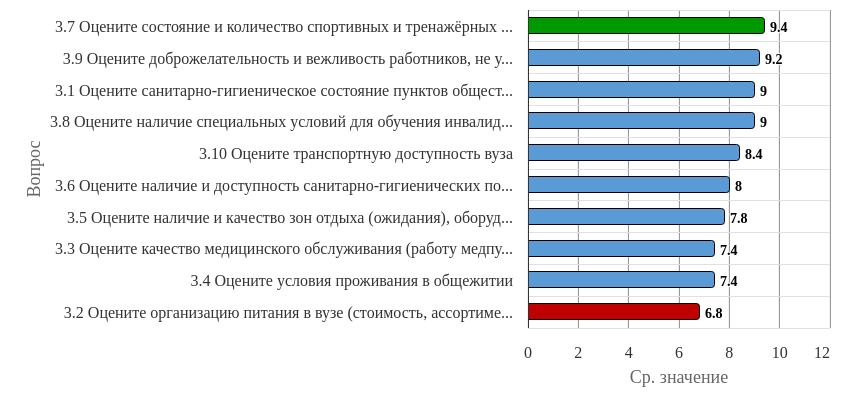 3.7 Оцените состояние и количество спортивных и тренажёрных ... 9.4
3.9 Оцените доброжелательность и вежливость работников, не у... 9.2
3.1 Оцените санитарно-гигиеническое состояние пунктов общест... 9
3.8 Оцените наличие специальных условий для обучения инвалид... 9
3.10 Оцените транспортную доступность вуза 8.4
3.6 Оцените наличие и доступность санитарно-гигиенических по... 8
3.5 Оцените наличие и качество зон отдыха (ожидания), оборуд... 7.8
3.3 Оцените качество медицинского обслуживания (работу медпу... 7.4
3.4 Оцените условия проживания в общежитии 7.4
3.2 Оцените организацию питания в вузе (стоимость, ассортиме... 6.8
Вопрос
0 2 4 6 8 10 12
Ср. значение